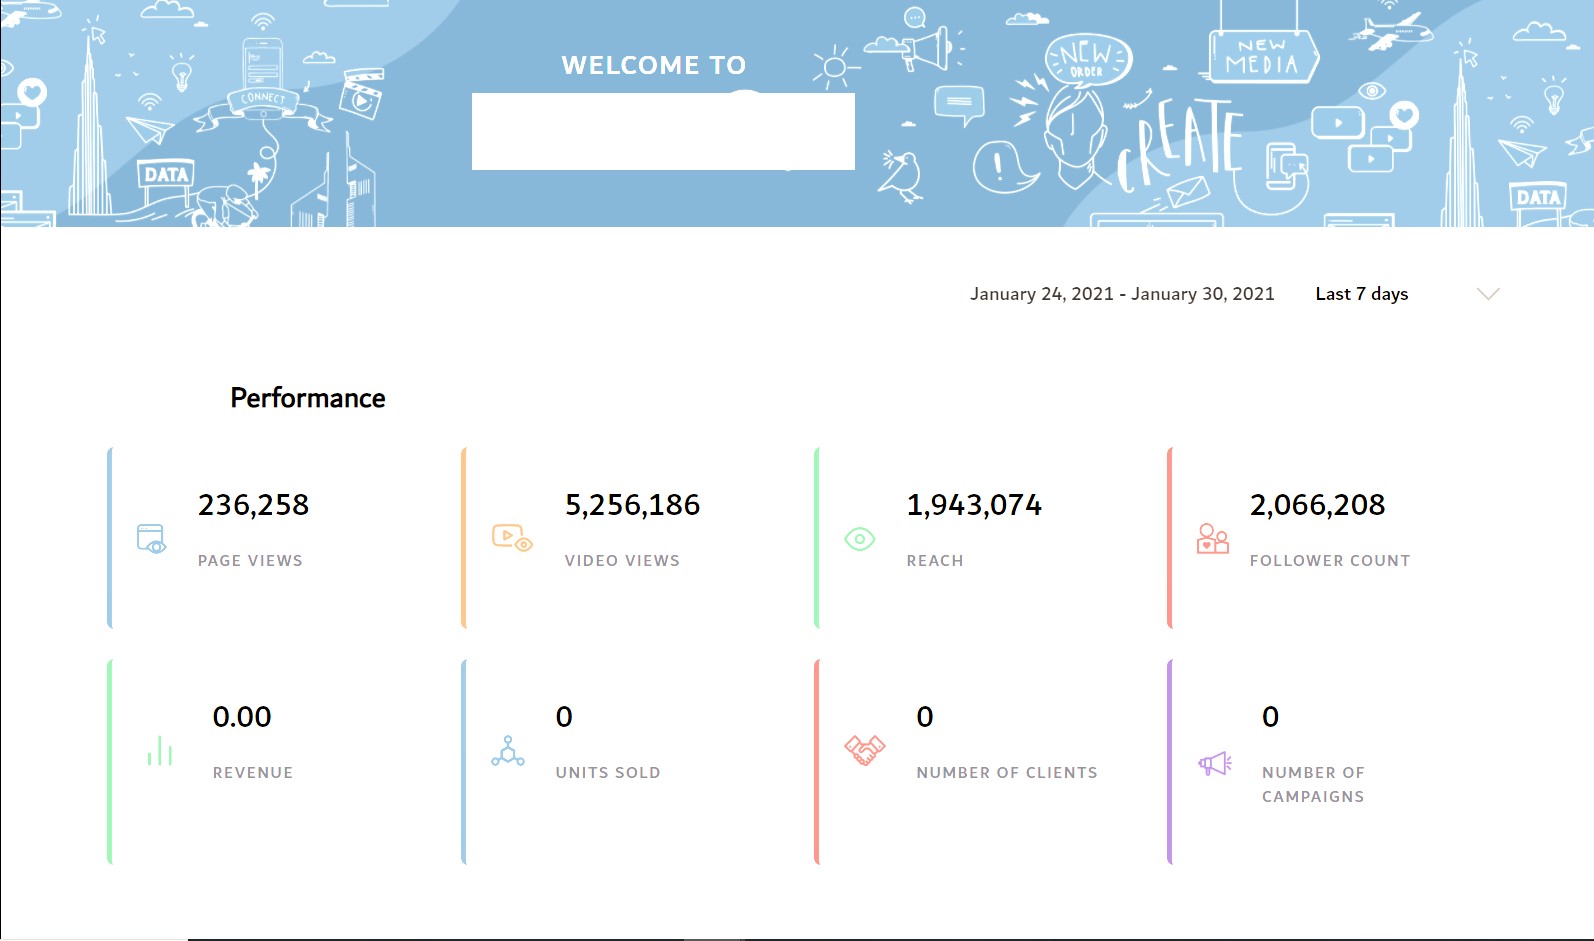 WELCOME TO
CONNECT
DATA
NEW
ORDER
NEW
MEDIA
CREATE
DATA
January 24, 2021 - January 30, 2021 Last 7 days
Performance
236,258
PAGE VIEWS
5,256,186
VIDEO VIEWS
1,943,074
REACH
2,066,208
FOLLOWER COUNT
0.00
REVENUE
0
UNITS SOLD
0
NUMBER OF CLIENTS
0
NUMBER OF
CAMPAIGNS